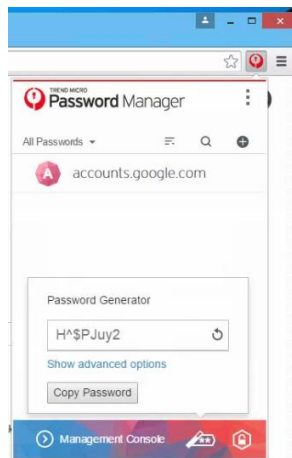 TREND MICRO
Password Manager
All Passwords
A accounts.google.com
Password Generator
H^$PJuy2
Show advanced options
Copy Password
Management Console